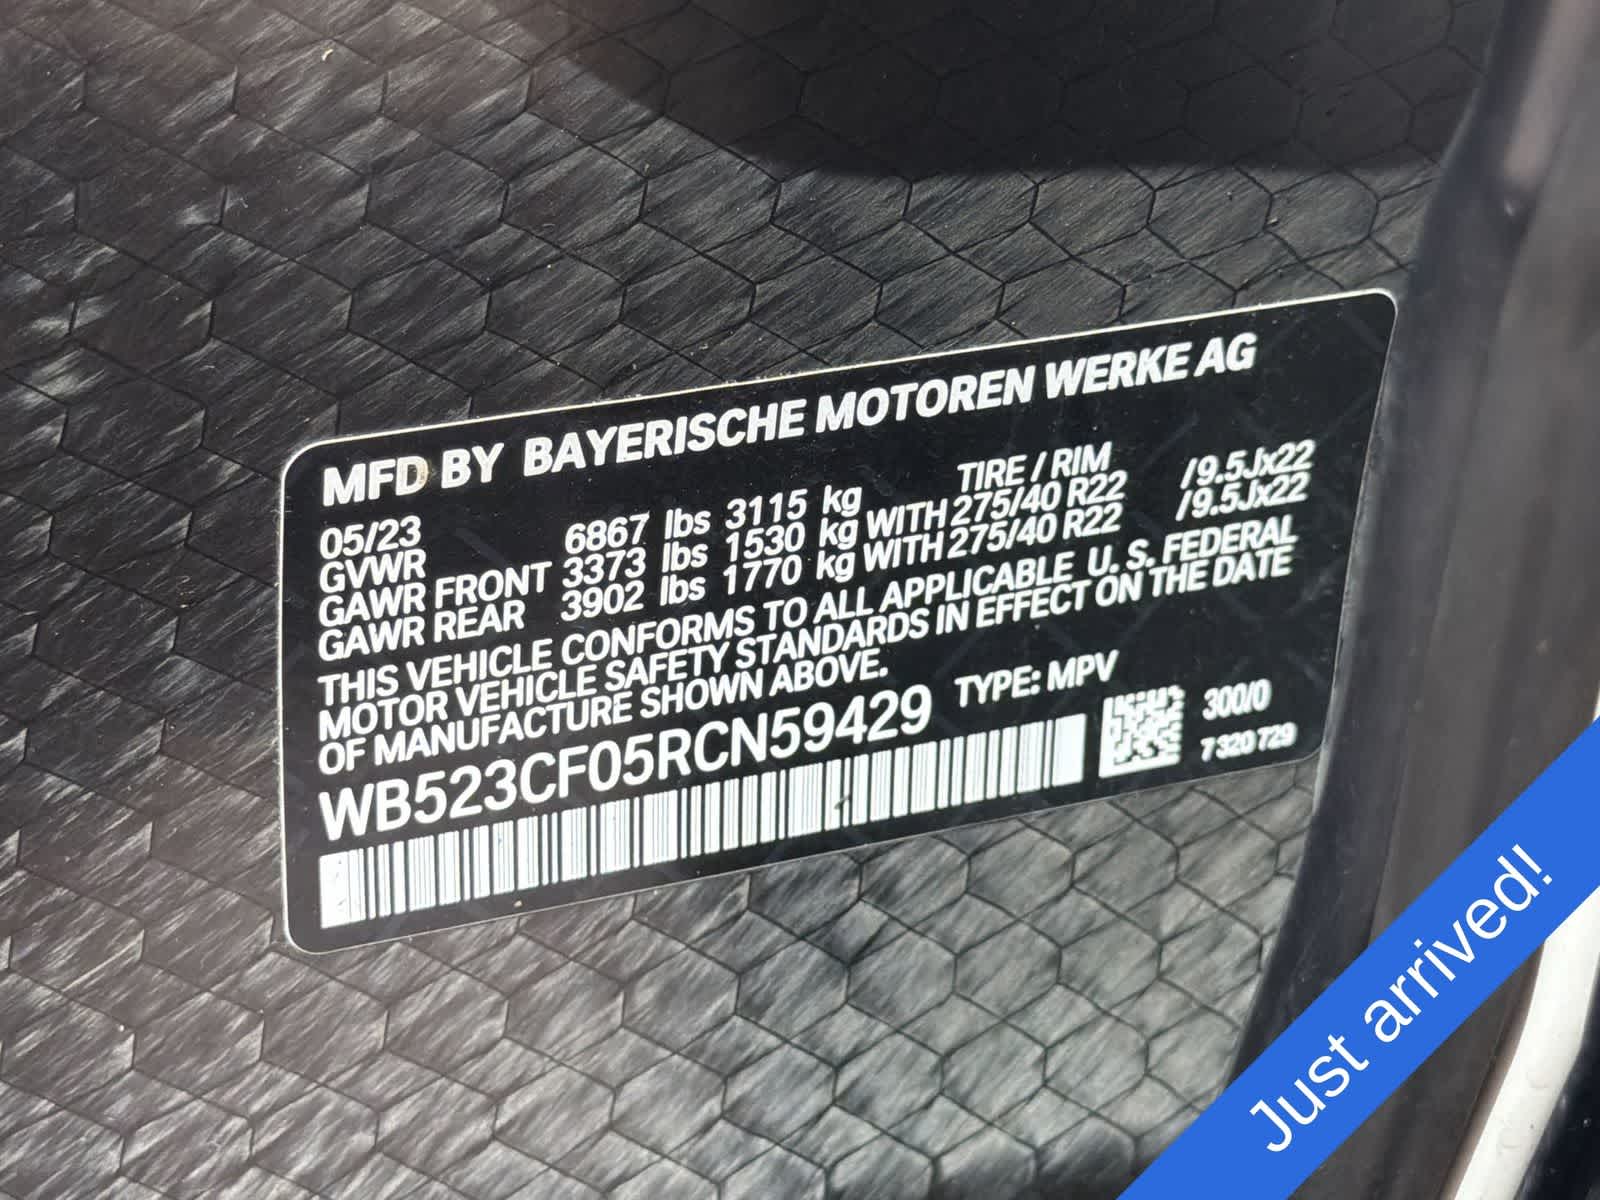 MFD BY BAYERISCHE MOTOREN WERKE AG
05/23 TIRE / RIM
GVWR 6867 lbs 3115 kg
GAWR FRONT 3373 lbs 1530 kg WITH 275/40 R22 /9.5Jx22
GAWR REAR 3902 lbs 1770 kg WITH 275/40 R22 /9.5Jx22
THIS VEHICLE CONFORMS TO ALL APPLICABLE U. S. FEDERAL
MOTOR VEHICLE SAFETY STANDARDS IN EFFECT ON THE DATE
OF MANUFACTURE SHOWN ABOVE.
WB523CF05RCN59429 TYPE: MPV
300/0
7 320 729
Just arrived!